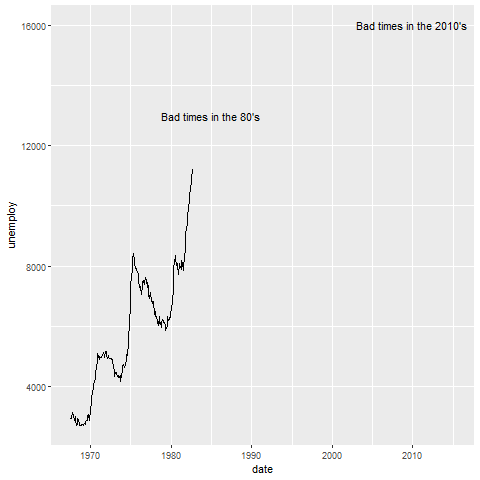 Bad times in the 2010's
16000
Bad times in the 80's
12000
unemploy
8000
4000
1970 1980 1990 2000 2010
date